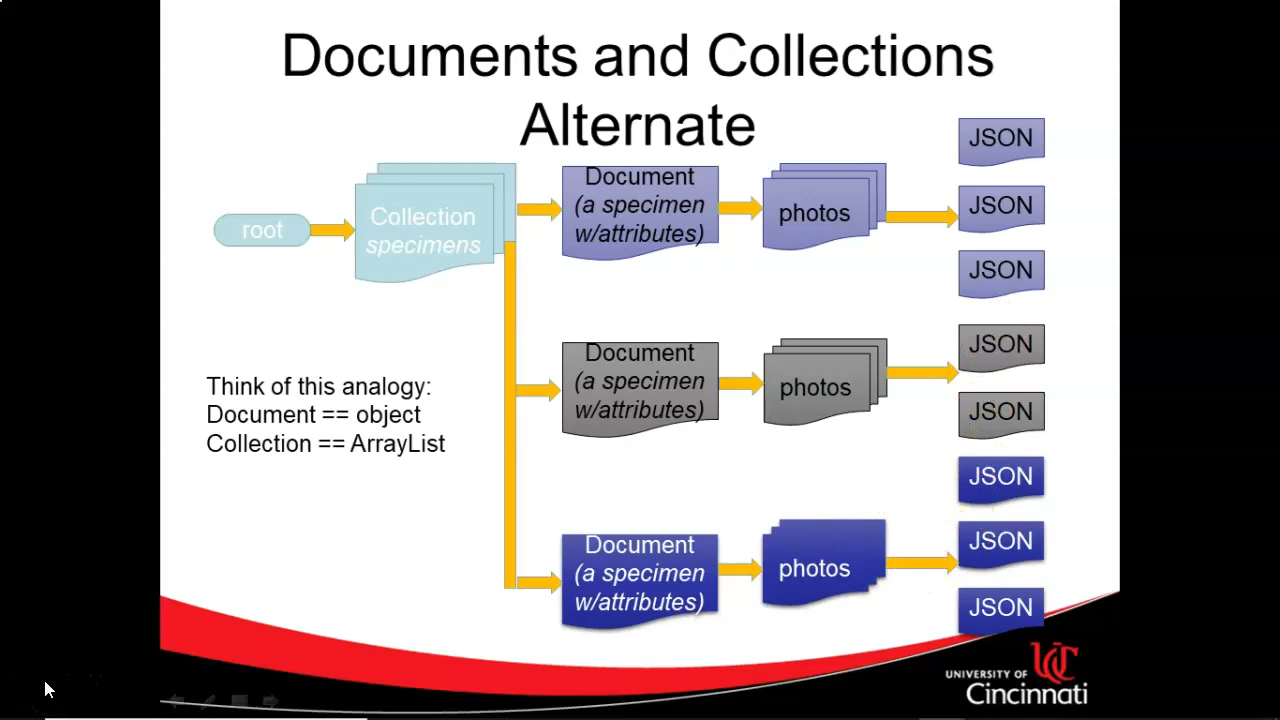 Documents and Collections
Alternate
root
Collection
specimens
Document
(a specimen
w/attributes)
photos
JSON
JSON
JSON
Document
(a specimen
w/attributes)
photos
JSON
JSON
Document
(a specimen
w/attributes)
photos
JSON
JSON
JSON
Think of this analogy:
Document == object
Collection == ArrayList
UC
UNIVERSITY OF
Cincinnati